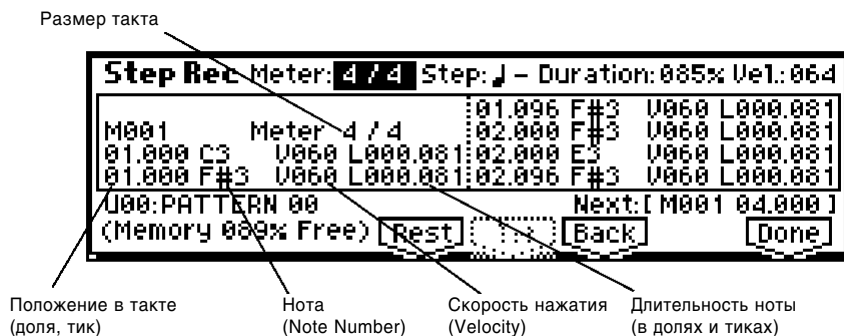 Размер такта
Step Rec Meter: 4/4 Step: ♩ – Duration: 085% Vel.: 064
01.096 F#3 V060 L000.081
M001 Meter 4/4 02.000 F#3 V060 L000.081
01.000 C3 V060 L000.081 02.000 E3 V060 L000.081
01.000 F#3 V060 L000.081 02.096 F#3 V060 L000.081
U00:PATTERN 00 Next:[M001 04.000]
(Memory 089% Free) Rest Back Done
Положение в такте
(доля, тик)
Нота
(Note Number)
Скорость нажатия
(Velocity)
Длительность ноты
(в долях и тиках)